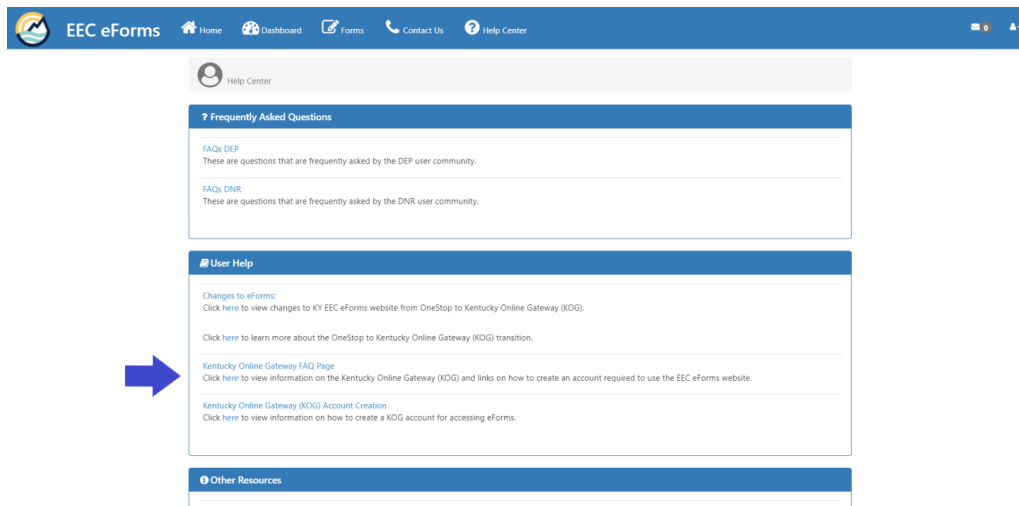 EEC eForms Home Dashboard Forms Contact Us Help Center 0
Help Center
? Frequently Asked Questions
FAQs DEP
These are questions that are frequently asked by the DEP user community.
FAQs DNR
These are questions that are frequently asked by the DNR user community.
User Help
Changes to eForms:
Click here to view changes to KY EEC eForms website from OneStop to Kentucky Online Gateway (KOG).
Click here to learn more about the OneStop to Kentucky Online Gateway (KOG) transition.
Kentucky Online Gateway FAQ Page
Click here to view information on the Kentucky Online Gateway (KOG) and links on how to create an account required to use the EEC eForms website.
Kentucky Online Gateway (KOG) Account Creation
Click here to view information on how to create a KOG account for accessing eForms.
Other Resources